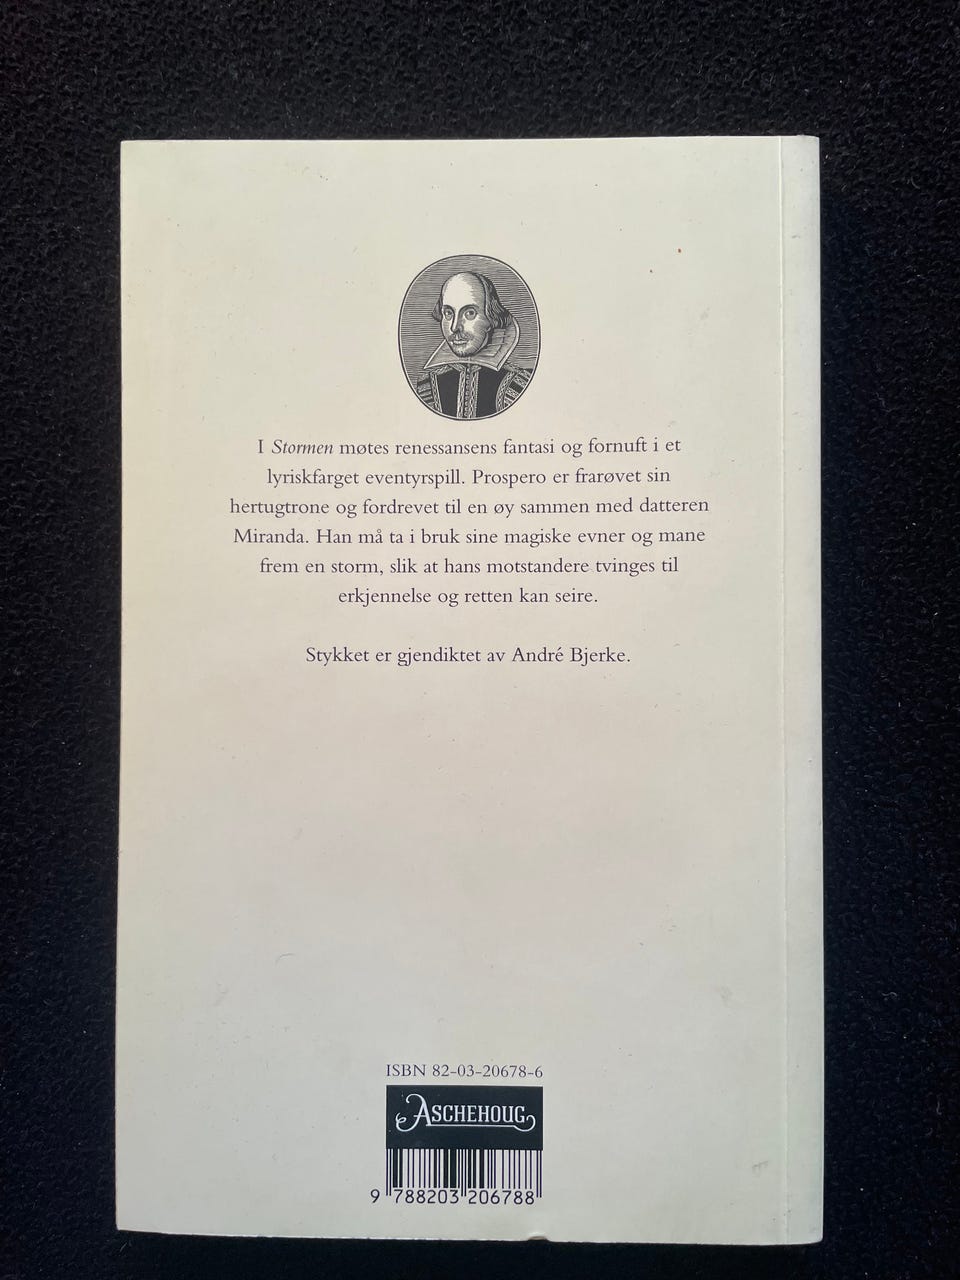 I Stormen møtes renessansens fantasi og fornuft i et
lyriskfarget eventyrspill. Prospero er frarøvet sin
hertugtrone og fordrevet til en øy sammen med datteren
Miranda. Han må ta i bruk sine magiske evner og mane
frem en storm, slik at hans motstandere tvinges til
erkjennelse og retten kan seire.
Stykket er gjendiktet av André Bjerke.
ISBN 82-03-20678-6
ASCHEHOUG
9 788203 206788